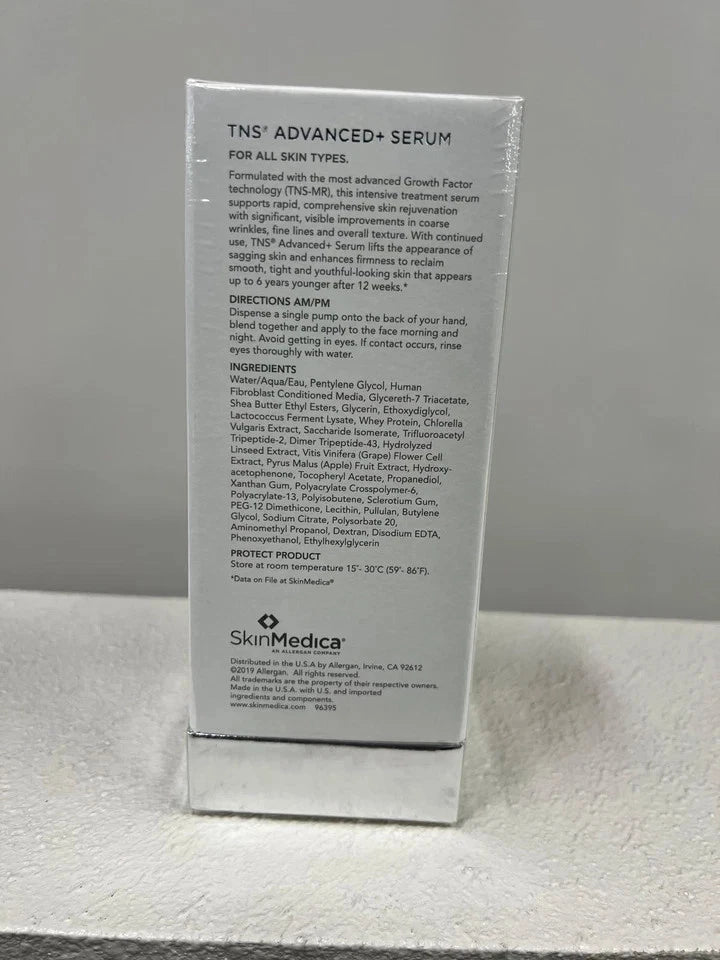 TNS® ADVANCED+ SERUM
FOR ALL SKIN TYPES.
Formulated with the most advanced Growth Factor
technology (TNS-MR), this intensive treatment serum
supports rapid, comprehensive skin rejuvenation
with significant, visible improvements in coarse
wrinkles, fine lines and overall texture. With continued
use, TNS® Advanced+ Serum lifts the appearance of
sagging skin and enhances firmness to reclaim
smooth, tight and youthful-looking skin that appears
up to 6 years younger after 12 weeks.*
DIRECTIONS AM/PM
Dispense a single pump onto the back of your hand,
blend together and apply to the face morning and
night. Avoid getting in eyes. If contact occurs, rinse
eyes thoroughly with water.
INGREDIENTS
Water/Aqua/Eau, Pentylene Glycol, Human
Fibroblast Conditioned Media, Glycereth-7 Triacetate,
Shea Butter Ethyl Esters, Glycerin, Ethoxydiglycol,
Lactococcus Ferment Lysate, Whey Protein, Chlorella
Vulgaris Extract, Saccharide Isomerate, Trifluoroacetyl
Tripeptide-2, Dimer Tripeptide-43, Hydrolyzed
Linseed Extract, Vitis Vinifera (Grape) Flower Cell
Extract, Pyrus Malus (Apple) Fruit Extract, Hydroxy-
acetophenone, Tocopheryl Acetate, Propanediol,
Xanthan Gum, Polyacrylate Crosspolymer-6,
Polyacrylate-13, Polyisobutene, Sclerotium Gum,
PEG-12 Dimethicone, Lecithin, Pullulan, Butylene
Glycol, Sodium Citrate, Polysorbate 20,
Aminomethyl Propanol, Dextran, Disodium EDTA,
Phenoxyethanol, Ethylhexylglycerin
PROTECT PRODUCT
Store at room temperature 15°- 30°C (59°- 86°F).
*Data on File at SkinMedica®
SkinMedica®
AN ALLERGAN COMPANY
Distributed in the U.S.A by Allergan, Irvine, CA 92612
©2019 Allergan. All rights reserved.
All trademarks are the property of their respective owners.
Made in the U.S.A. with U.S. and imported
ingredients and components.
www.skinmedica.com 96395